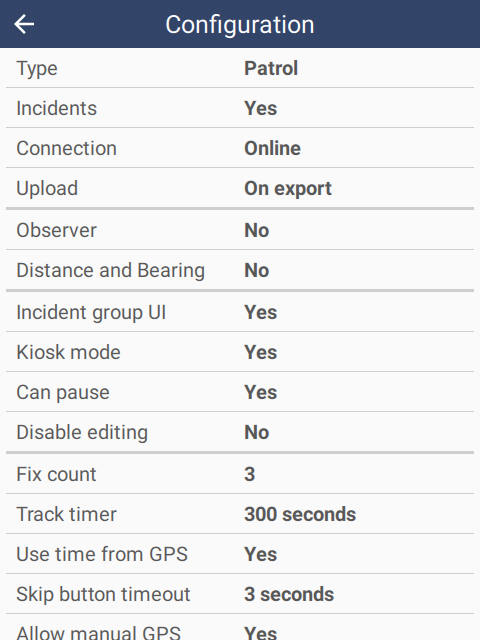 Configuration
Type Patrol
Incidents Yes
Connection Online
Upload On export
Observer No
Distance and Bearing No
Incident group UI Yes
Kiosk mode Yes
Can pause Yes
Disable editing No
Fix count 3
Track timer 300 seconds
Use time from GPS Yes
Skip button timeout 3 seconds
Allow manual GPS Yes